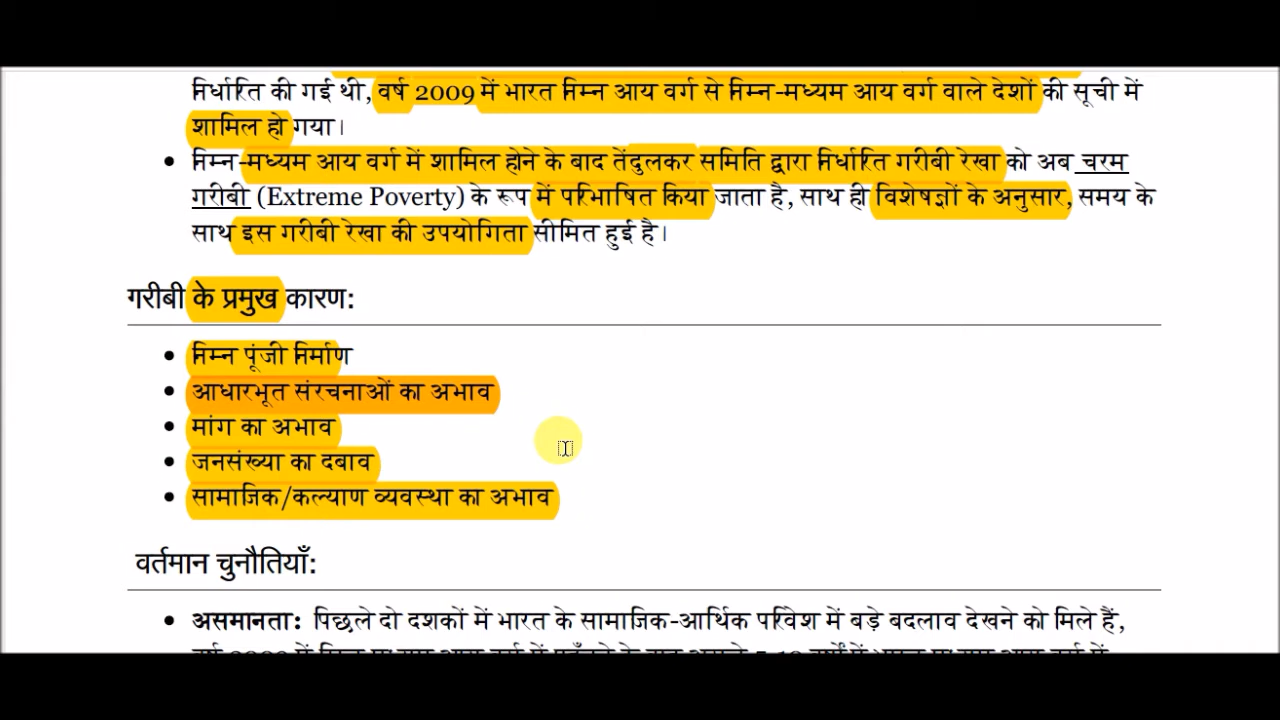 निर्धारित की गई थी, वर्ष 2009 में भारत निम्न आय वर्ग से निम्न-मध्यम आय वर्ग वाले देशों की सूची में
शामिल हो गया।
निम्न-मध्यम आय वर्ग में शामिल होने के बाद तेंदुलकर समिति द्वारा निर्धारित गरीबी रेखा को अब चरम
गरीबी (Extreme Poverty) के रूप में परिभाषित किया जाता है, साथ ही विशेषज्ञों के अनुसार, समय के
साथ इस गरीबी रेखा की उपयोगिता सीमित हुई है।
गरीबी के प्रमुख कारण:
निम्न पूंजी निर्माण
आधारभूत संरचनाओं का अभाव
मांग का अभाव
जनसंख्या का दबाव
सामाजिक/कल्याण व्यवस्था का अभाव
वर्तमान चुनौतियाँ:
असमानता: पिछले दो दशकों में भारत के सामाजिक-आर्थिक परिवेश में बड़े बदलाव देखने को मिले हैं,